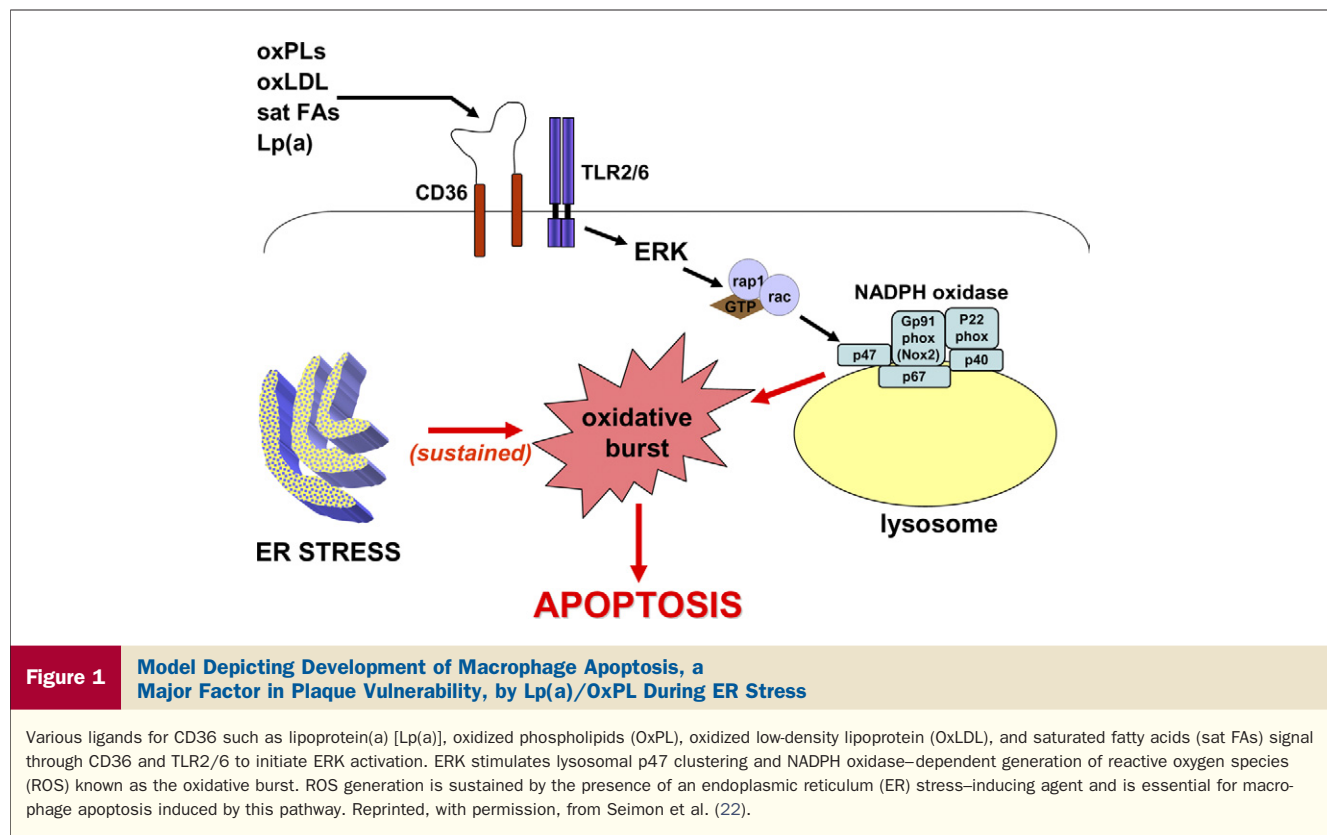 oxPLs
oxLDL
sat FAs
Lp(a)
CD36
TLR2/6
ERK
rap1
GTP
rac
NADPH oxidase
Gp91
phox
(Nox2)
P22
phox
p47
p40
p67
oxidative
burst
(sustained)
lysosome
ER STRESS
APOPTOSIS
Figure 1
Model Depicting Development of Macrophage Apoptosis, a
Major Factor in Plaque Vulnerability, by Lp(a)/OxPL During ER Stress
Various ligands for CD36 such as lipoprotein(a) [Lp(a)], oxidized phospholipids (OxPL), oxidized low-density lipoprotein (OxLDL), and saturated fatty acids (sat FAs) signal
through CD36 and TLR2/6 to initiate ERK activation. ERK stimulates lysosomal p47 clustering and NADPH oxidase–dependent generation of reactive oxygen species
(ROS) known as the oxidative burst. ROS generation is sustained by the presence of an endoplasmic reticulum (ER) stress–inducing agent and is essential for macro-
phage apoptosis induced by this pathway. Reprinted, with permission, from Seimon et al. (22).